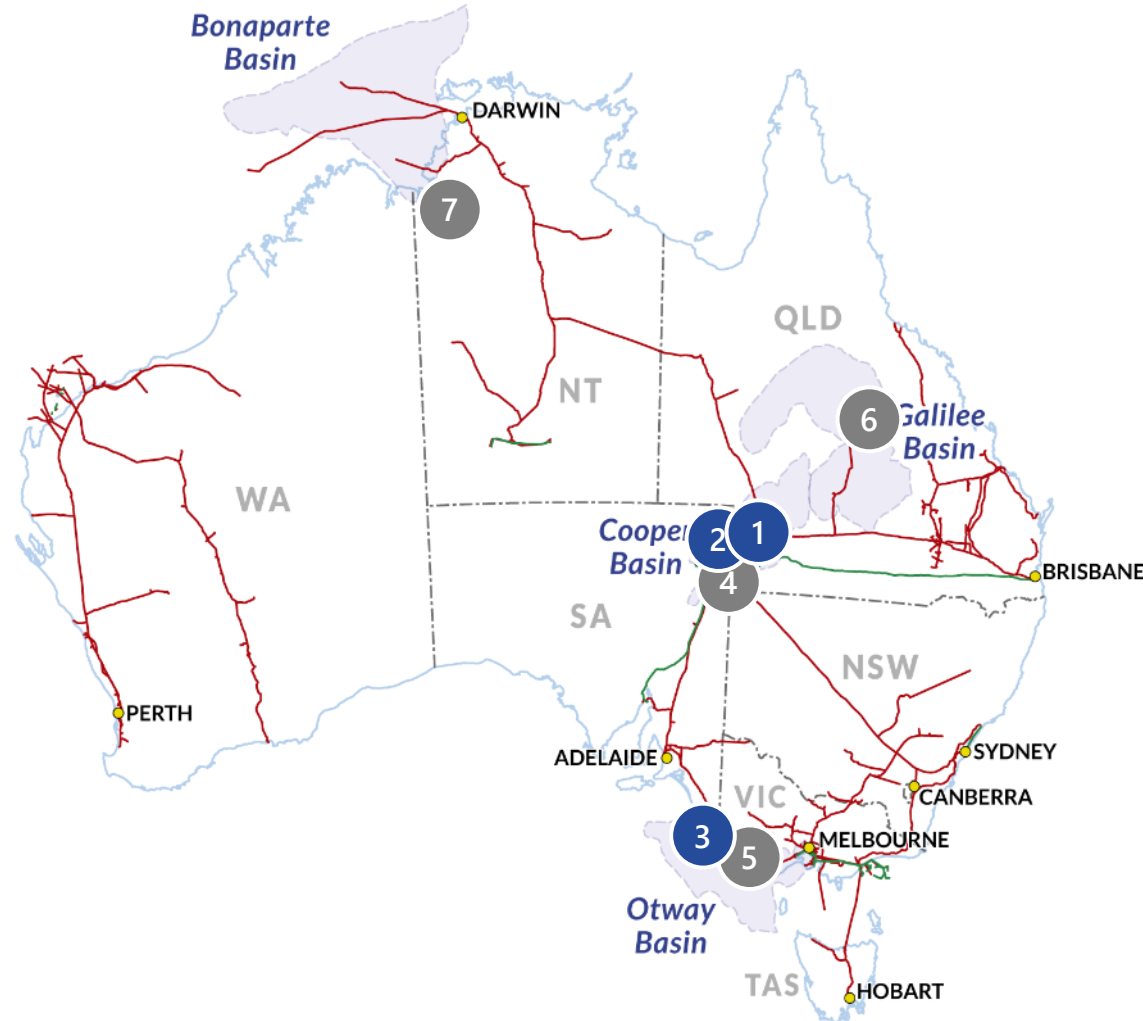 Bonaparte
Basin
DARWIN
7
QLD
NT
6
Galilee
Basin
WA
Cooper
Basin
2
1
4
BRISBANE
SA
NSW
PERTH
ADELAIDE
SYDNEY
VIC
CANBERRA
3
5
MELBOURNE
Otway
Basin
TAS
HOBART